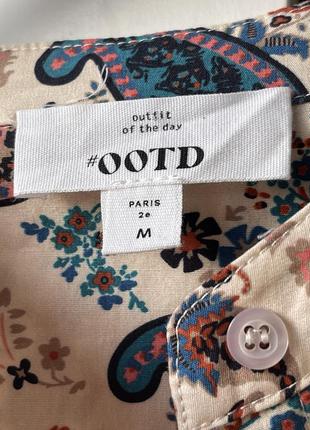 outfit
of the day
#OOTD
PARIS
2e
M